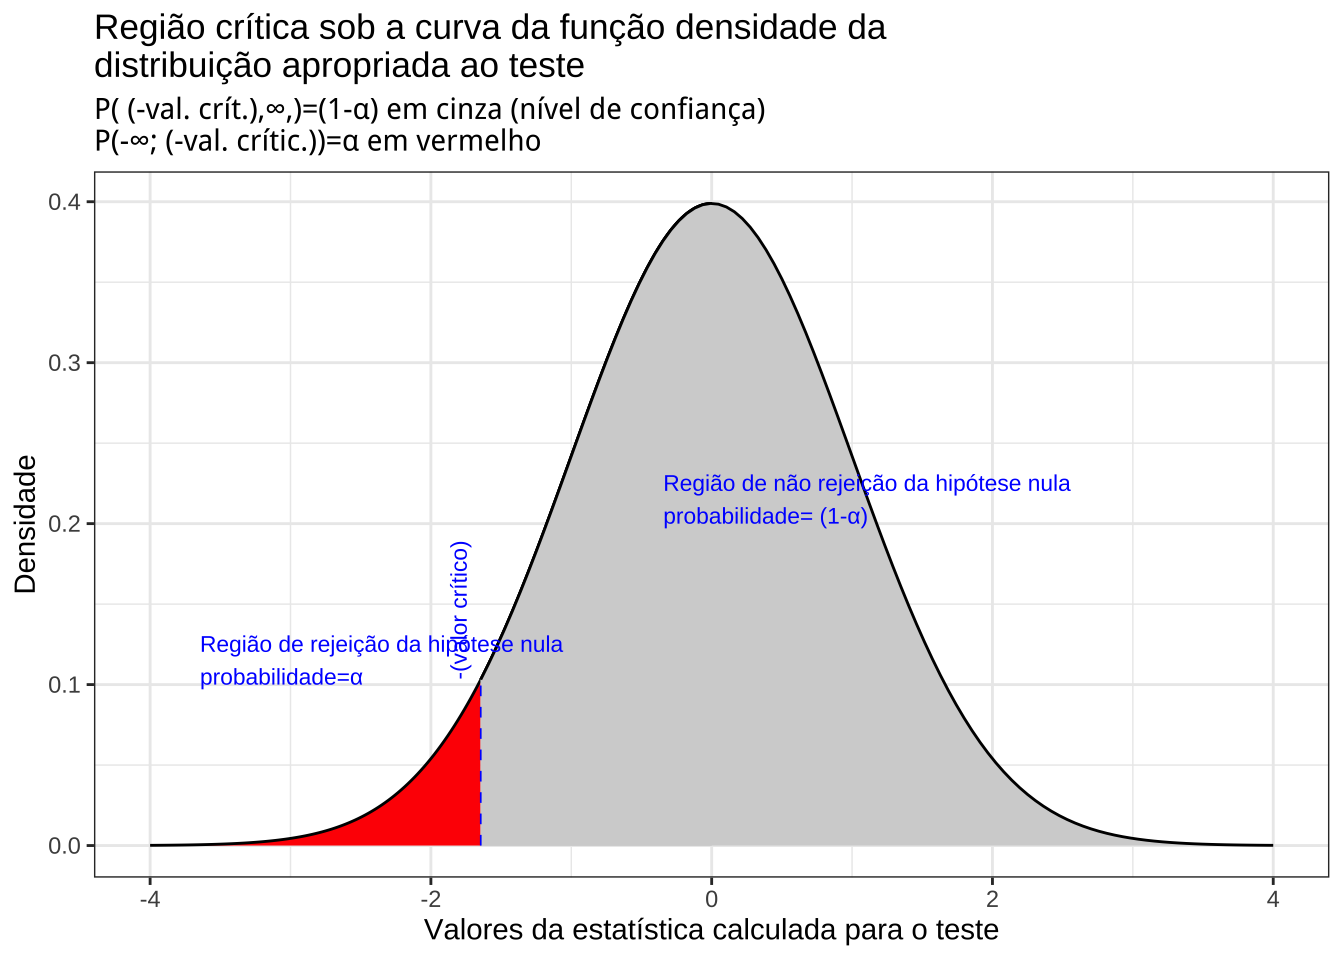 Região crítica sob a curva da função densidade da
distribuição apropriada ao teste
P( (-val. crít.),∞,)=(1-α) em cinza (nível de confiança)
P(-∞; (-val. crític.))=α em vermelho
0.4
0.3
0.2
0.1
0.0
Densidade
Região de não rejeição da hipótese nula
probabilidade= (1-α)
-(valor crítico)
Região de rejeição da hipótese nula
probabilidade=α
-4 -2 0 2 4
Valores da estatística calculada para o teste